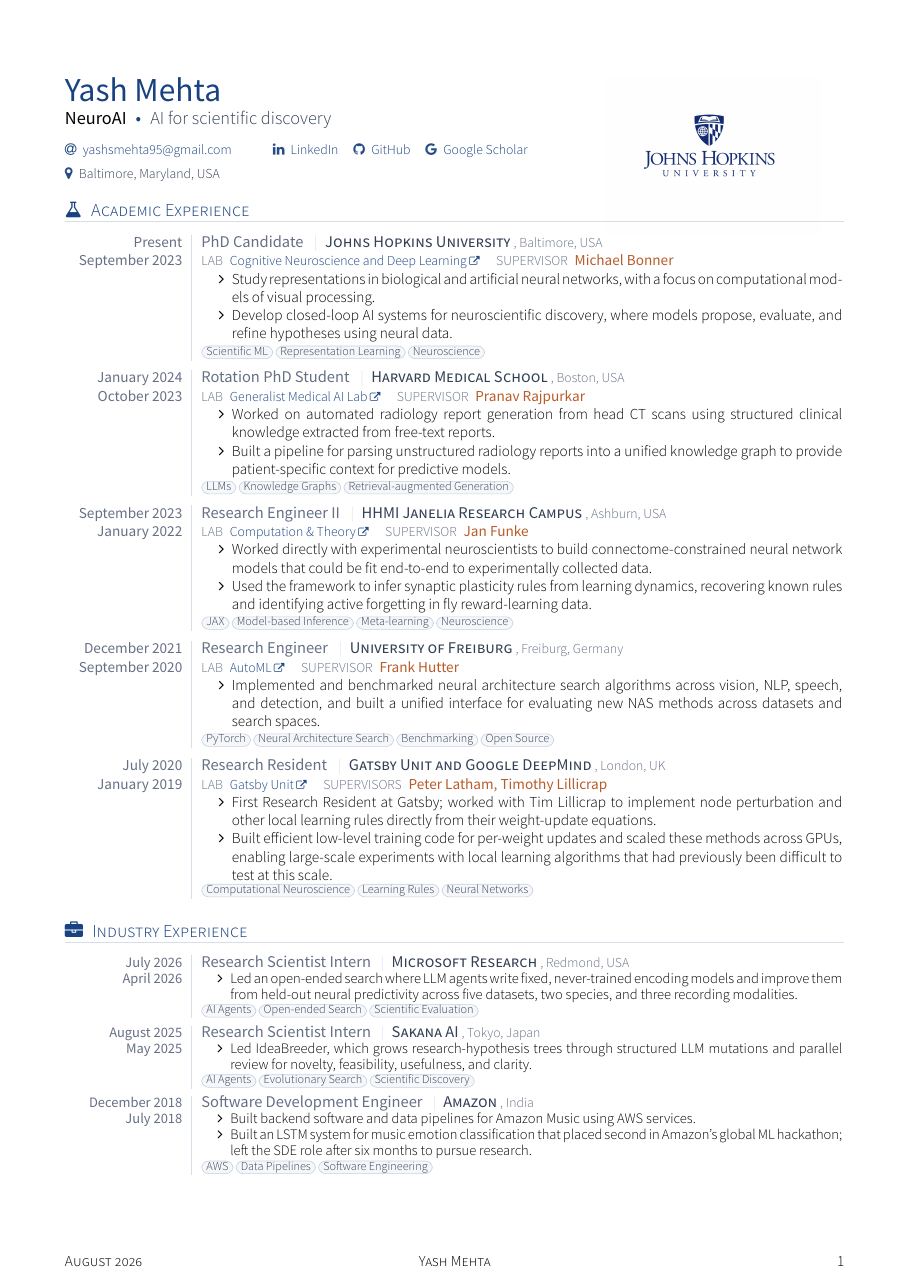 Yash Mehta
NeuroAI • AI for scientific discovery
yashsmehta95@gmail.com LinkedIn GitHub Google Scholar
Baltimore, Maryland, USA
JOHNS HOPKINS
UNIVERSITY
ACADEMIC EXPERIENCE
Present PhD Candidate JOHNS HOPKINS UNIVERSITY , Baltimore, USA
September 2023 LAB Cognitive Neuroscience and Deep Learning SUPERVISOR Michael Bonner
Study representations in biological and artificial neural networks, with a focus on computational mod-
els of visual processing.
Develop closed-loop AI systems for neuroscientific discovery, where models propose, evaluate, and
refine hypotheses using neural data.
Scientific ML Representation Learning Neuroscience
January 2024 Rotation PhD Student HARVARD MEDICAL SCHOOL , Boston, USA
October 2023 LAB Generalist Medical AI Lab SUPERVISOR Pranav Rajpurkar
Worked on automated radiology report generation from head CT scans using structured clinical
knowledge extracted from free-text reports.
Built a pipeline for parsing unstructured radiology reports into a unified knowledge graph to provide
patient-specific context for predictive models.
LLMs Knowledge Graphs Retrieval-augmented Generation
September 2023 Research Engineer II HHMI JANELIA RESEARCH CAMPUS , Ashburn, USA
January 2022 LAB Computation & Theory SUPERVISOR Jan Funke
Worked directly with experimental neuroscientists to build connectome-constrained neural network
models that could be fit end-to-end to experimentally collected data.
Used the framework to infer synaptic plasticity rules from learning dynamics, recovering known rules
and identifying active forgetting in fly reward-learning data.
JAX Model-based Inference Meta-learning Neuroscience
December 2021 Research Engineer UNIVERSITY OF FREIBURG , Freiburg, Germany
September 2020 LAB AutoML SUPERVISOR Frank Hutter
Implemented and benchmarked neural architecture search algorithms across vision, NLP, speech,
and detection, and built a unified interface for evaluating new NAS methods across datasets and
search spaces.
PyTorch Neural Architecture Search Benchmarking Open Source
July 2020 Research Resident GATSBY UNIT AND GOOGLE DEEPMIND , London, UK
January 2019 LAB Gatsby Unit SUPERVISORS Peter Latham, Timothy Lillicrap
First Research Resident at Gatsby; worked with Tim Lillicrap to implement node perturbation and
other local learning rules directly from their weight-update equations.
Built efficient low-level training code for per-weight updates and scaled these methods across GPUs,
enabling large-scale experiments with local learning algorithms that had previously been difficult to
test at this scale.
Computational Neuroscience Learning Rules Neural Networks
INDUSTRY EXPERIENCE
July 2026 Research Scientist Intern MICROSOFT RESEARCH , Redmond, USA
April 2026 Led an open-ended search where LLM agents write fixed, never-trained encoding models and improve them
from held-out neural predictivity across five datasets, two species, and three recording modalities.
AI Agents Open-ended Search Scientific Evaluation
August 2025 Research Scientist Intern SAKANA AI , Tokyo, Japan
May 2025 Led IdeaBreeder, which grows research-hypothesis trees through structured LLM mutations and parallel
review for novelty, feasibility, usefulness, and clarity.
AI Agents Evolutionary Search Scientific Discovery
December 2018 Software Development Engineer AMAZON , India
July 2018 Built backend software and data pipelines for Amazon Music using AWS services.
Built an LSTM system for music emotion classification that placed second in Amazon's global ML hackathon;
left the SDE role after six months to pursue research.
AWS Data Pipelines Software Engineering
AUGUST 2026 YASH MEHTA 1